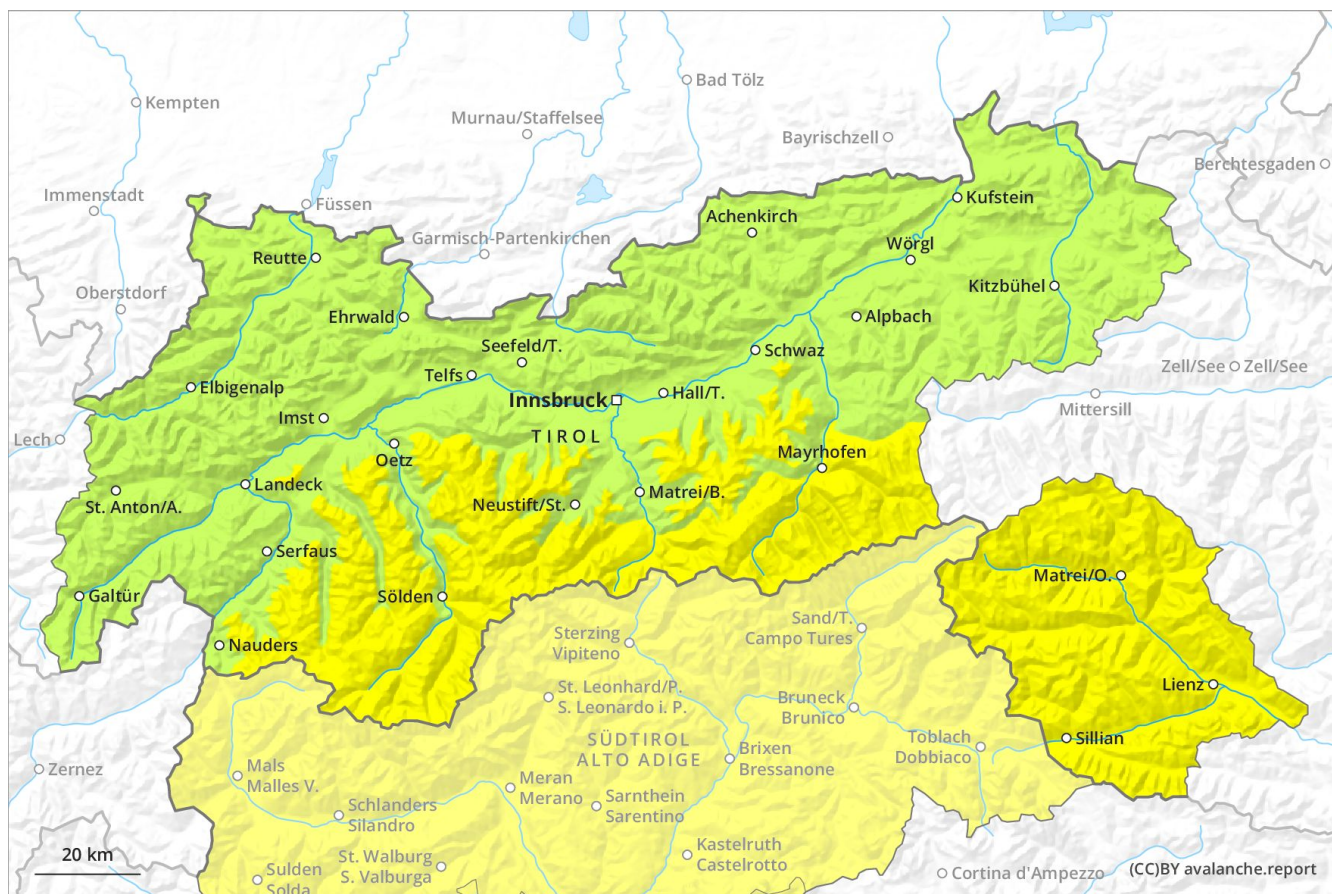 Kempten
Bad Tölz
Murnau/Staffelsee
Bayrischzell
Berchtesgaden
Immenstadt
Füssen
Kufstein
Achenkirch
Garmisch-Partenkirchen
Wörgl
Reutte
Oberstdorf
Kitzbühel
Ehrwald
Alpbach
Seefeld/T.
Schwaz
Telfs
Zell/See
Zell/See
Elbigenalp
Hall/T.
Innsbruck
Mittersill
Imst
Lech
TIROL
Oetz
Mayrhofen
Landeck
Matrei/B.
St. Anton/A.
Neustift/St.
Serfaus
Matrei/O.
Galtür
Sölden
Sand/T.
Campo Tures
Sterzing
Vipiteno
Nauders
Lienz
St. Leonhard/P.
S. Leonardo i. P.
Bruneck
Brunico
Toblach
Dobbiaco
Sillian
SÜDTIROL
ALTO ADIGE
Brixen
Bressanone
Zernez
Mals
Malles V.
Meran
Merano
Schlanders
Silandro
Sarnthein
Sarentino
20 km
St. Walburg
S. Valburga
Kastelruth
Castelrotto
Sulden
Solda
Cortina d'Ampezzo
(CC)BY avalanche.report